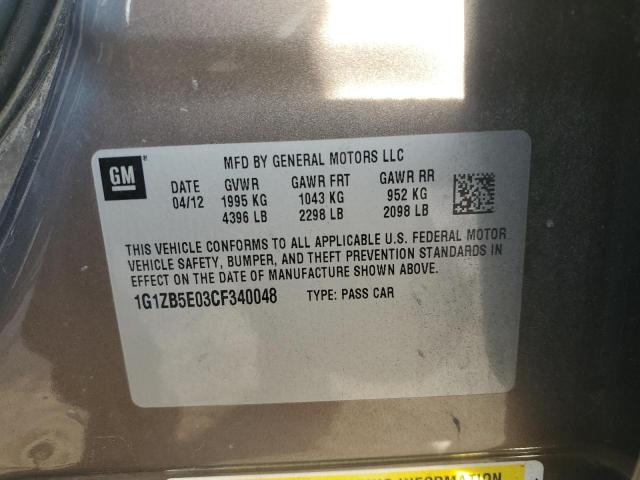 GM
MFD BY GENERAL MOTORS LLC
DATE GVWR GAWR FRT GAWR RR
04/12 1995 KG 1043 KG 952 KG
4396 LB 2298 LB 2098 LB
THIS VEHICLE CONFORMS TO ALL APPLICABLE U.S. FEDERAL MOTOR
VEHICLE SAFETY, BUMPER, AND THEFT PREVENTION STANDARDS IN
EFFECT ON THE DATE OF MANUFACTURE SHOWN ABOVE.
1G1ZB5E03CF340048 TYPE: PASS CAR
INFORMATION